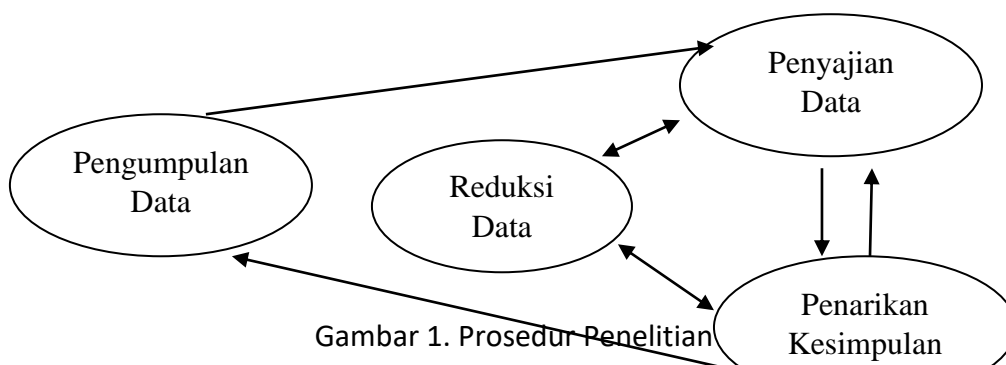 Penyajian
Data
Pengumpulan
Data
Reduksi
Data
Penarikan
Kesimpulan
Gambar 1. Prosedur Penelitian